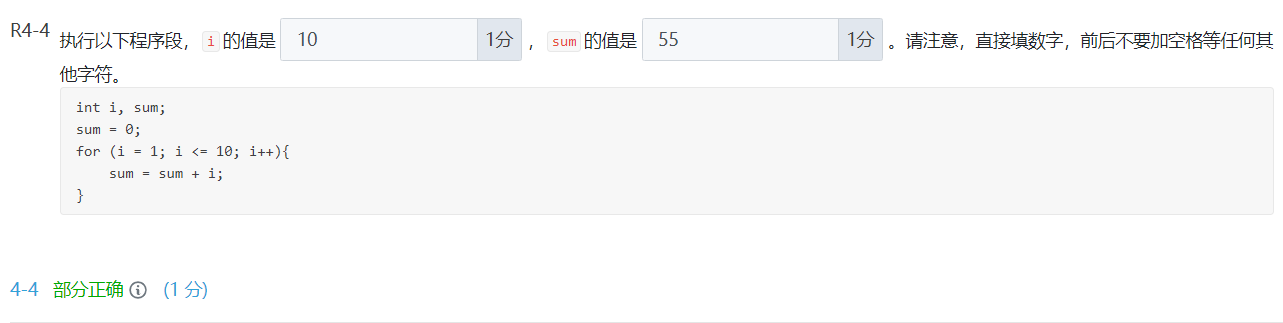 R4-4 执行以下程序段， i 的值是 10 1分 ， sum 的值是 55 1分 。请注意，直接填数字，前后不要加空格等任何其
他字符。
int i, sum;
sum = 0;
for (i = 1; i <= 10; i++){
    sum = sum + i;
}
4-4 部分正确 (1 分)